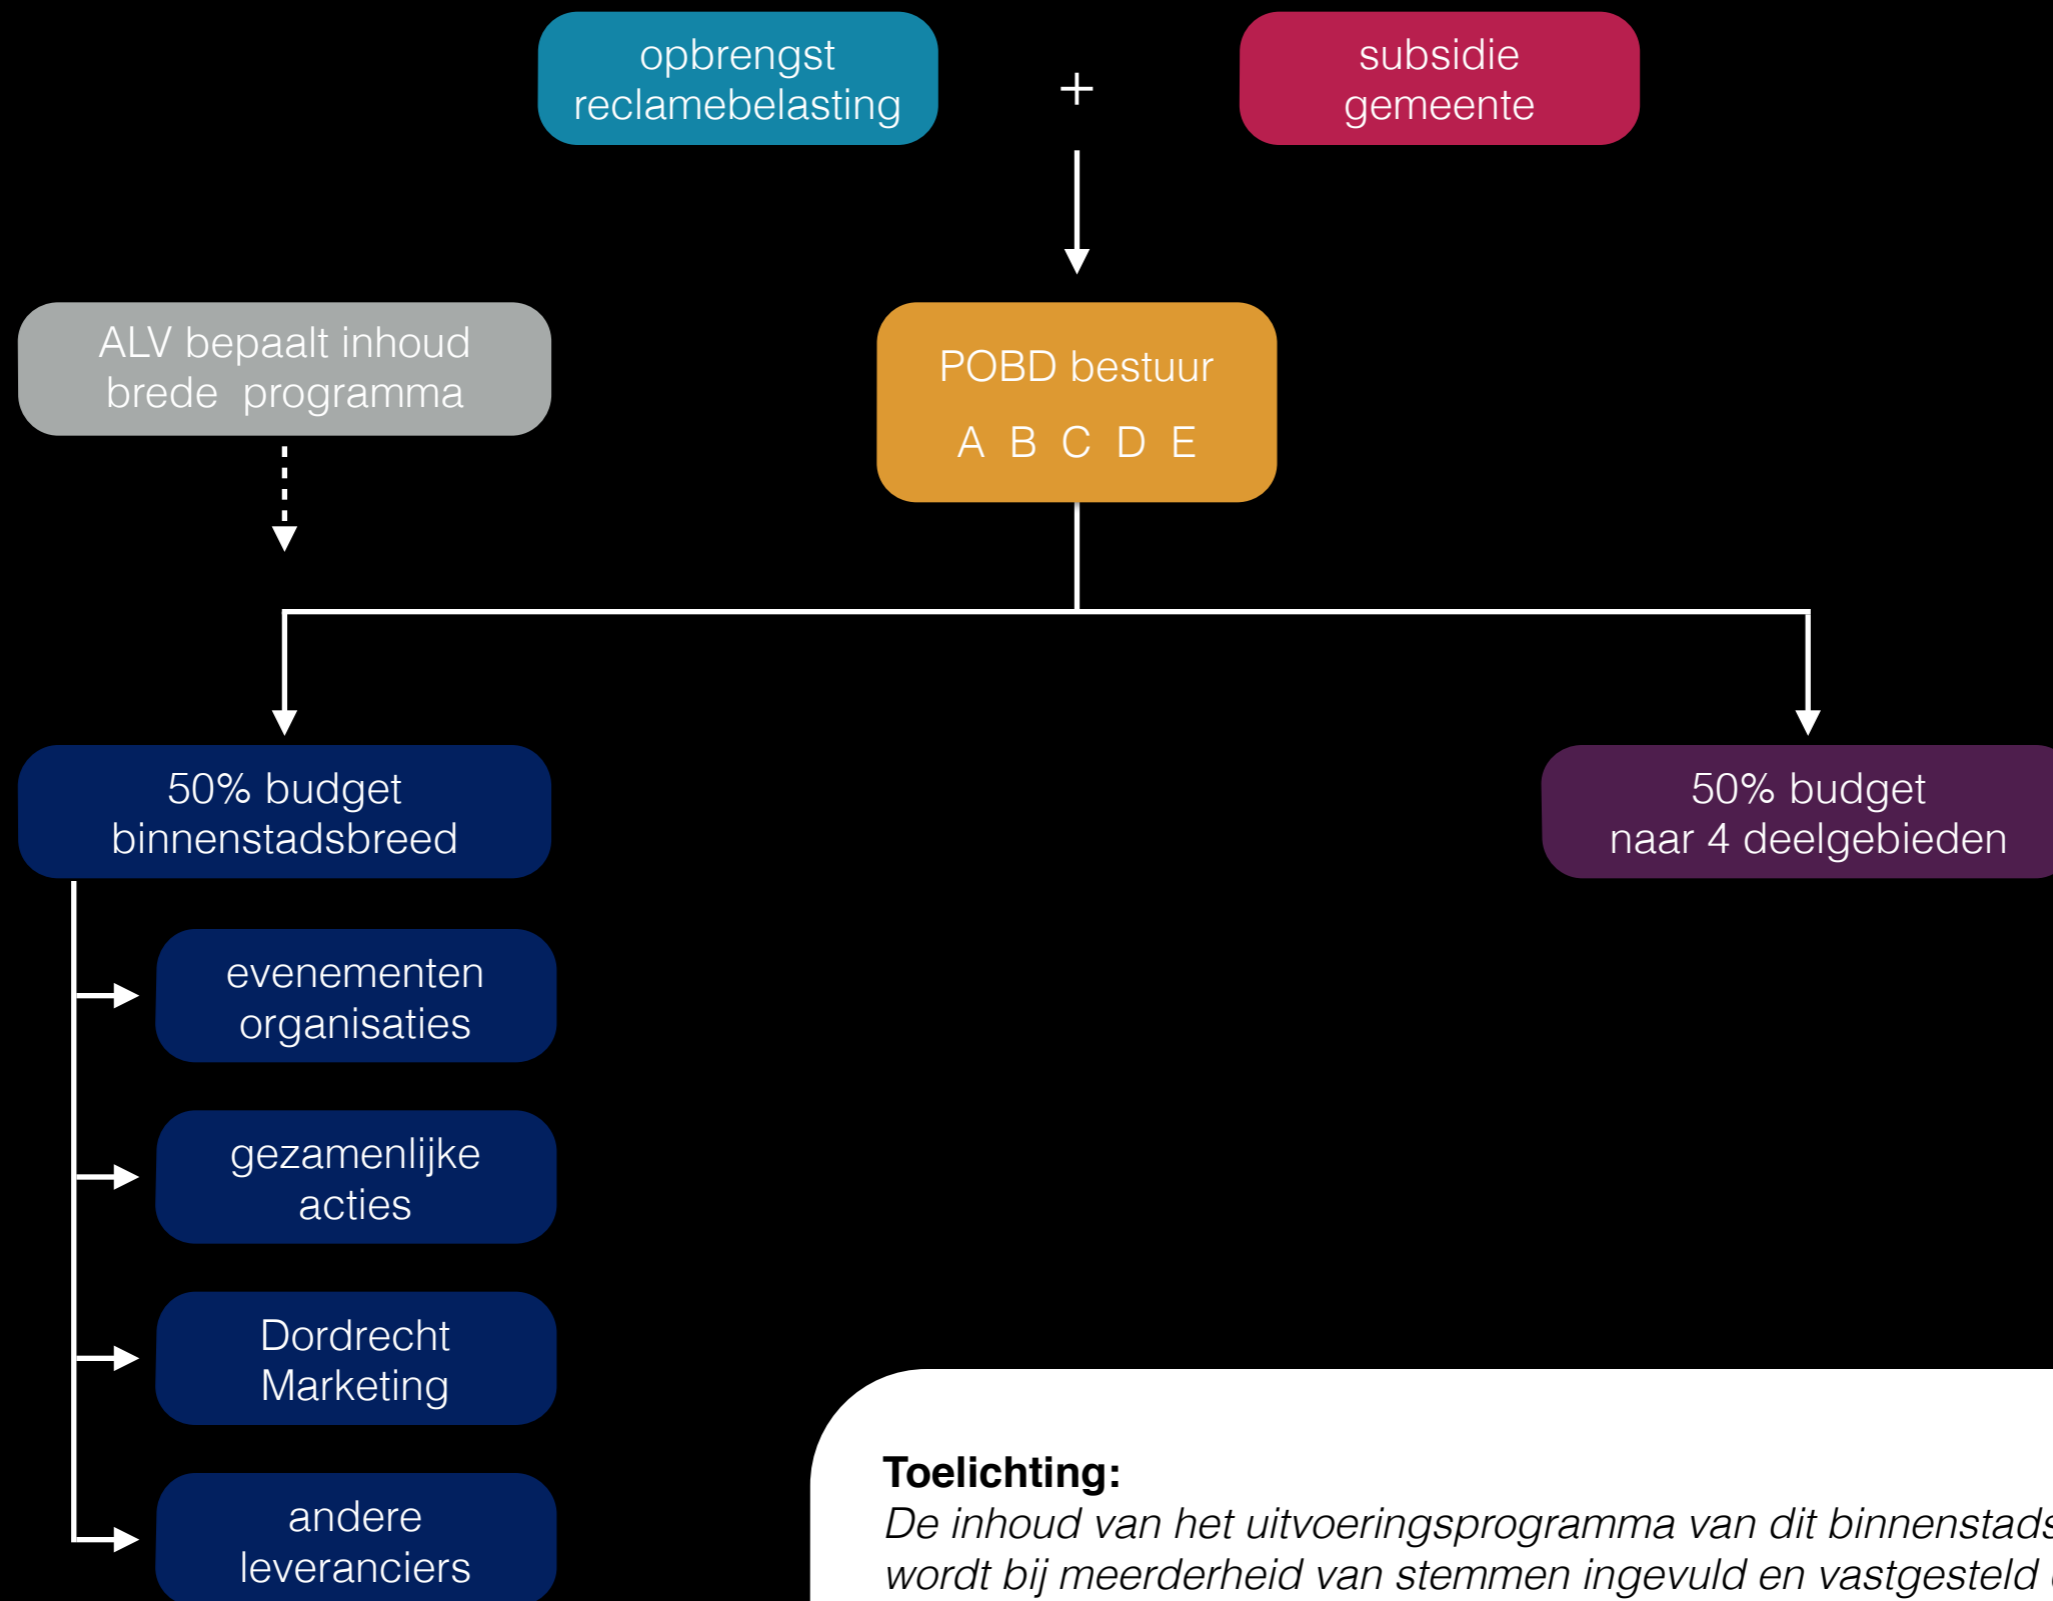 opbrengst
reclamebelasting
+
subsidie
gemeente
ALV bepaalt inhoud
brede programma
POBD bestuur
A B C D E
50% budget
binnenstadsbreed
50% budget
naar 4 deelgebieden
evenementen
organisaties
gezamenlijke
acties
Dordrecht
Marketing
andere
leveranciers
Toelichting:
De inhoud van het uitvoeringsprogramma van dit
wordt bij meerderheid van stemmen ingevuld en vastgesteld